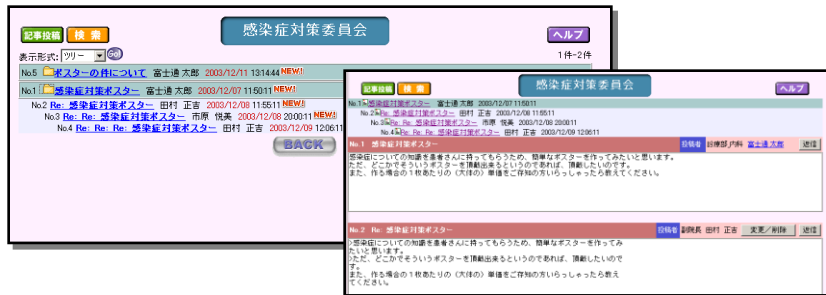 感染症対策委員会
記事投稿 検索 ヘルプ
表示形式: ツリー GO 1件-2件
No.5 ポスターの件について 富士通 太郎 2003/12/11 13:14:44 NEW!
No.1 感染症対策ポスター 富士通 太郎 2003/12/07 11:50:11 NEW!
No.2 Re: 感染症対策ポスター 田村 正吉 2003/12/08 11:55:11 NEW!
No.3 Re: Re: 感染症対策ポスター 市原 悦美 2003/12/08 20:00:11 NEW!
No.4 Re: Re: Re: 感染症対策ポスター 田村 正吉 2003/12/09 12:06:11
BACK
感染症対策委員会
記事投稿 検索 ヘルプ
No.1 感染症対策ポスター 富士通 太郎 2003/12/07 11:50:11
No.2 Re: 感染症対策ポスター 田村 正吉 2003/12/08 11:55:11
No.3 Re: Re: 感染症対策ポスター 市原 悦美 2003/12/08 20:00:11
No.4 Re: Re: Re: 感染症対策ポスター 田村 正吉 2003/12/09 12:06:11
No.1 感染症対策ポスター 投稿者 診療部,内科 富士通 太郎 返信
感染症についての知識を患者さんに持ってもらうため、簡単なポスターを作ってみたいと思います。
ただ、どこかでそういうポスターを頂戴出来るというのであれば、頂戴したいのです。
また、作る場合の1枚あたりの（大体の）単価をご存知の方いらっしゃったら教えてください。
No.2 Re: 感染症対策ポスター 投稿者 副院長 田村 正吉 変更／削除 返信
>感染症についての知識を患者さんに持ってもらうため、簡単なポスターを作ってみ
たいと思います。
>ただ、どこかでそういうポスターを頂戴出来るというのであれば、頂戴したいので
す。
>また、作る場合の1枚あたりの（大体の）単価をご存知の方いらっしゃったら教え
てください。